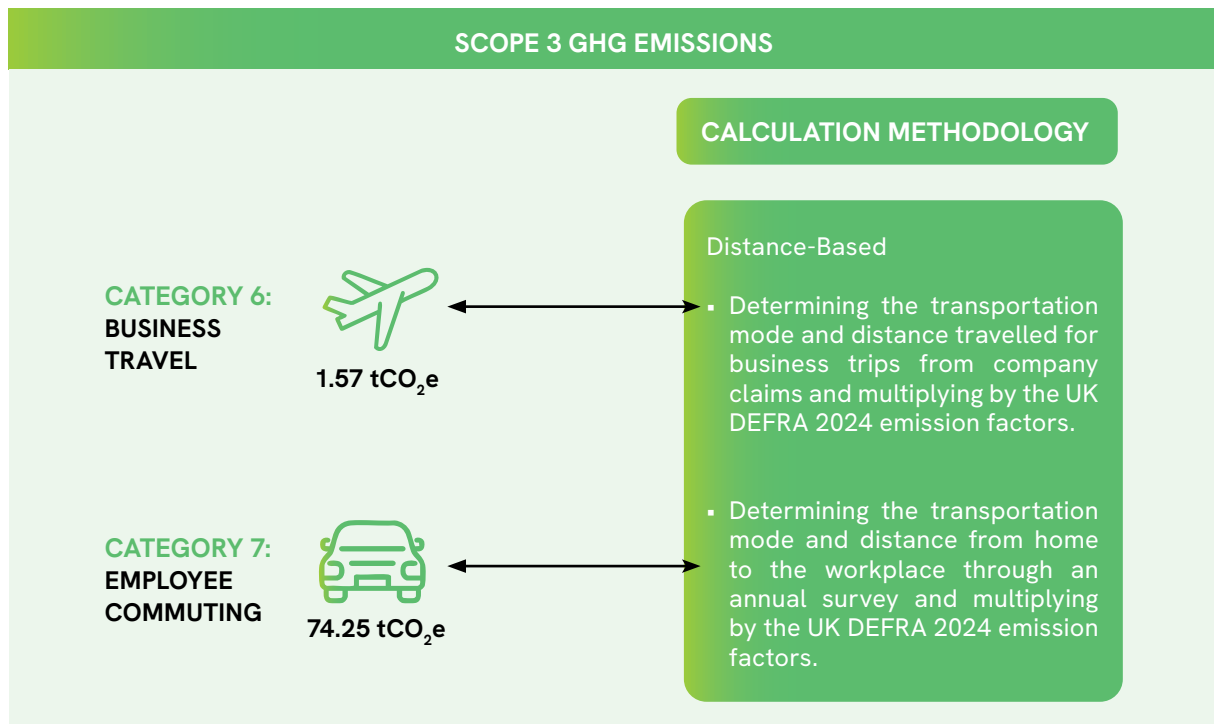 SCOPE 3 GHG EMISSIONS
CALCULATION METHODOLOGY
CATEGORY 6:
BUSINESS
TRAVEL
1.57 tCO₂e
Distance-Based
▪ Determining the transportation
mode and distance travelled for
business trips from company
claims and multiplying by the UK
DEFRA 2024 emission factors.
CATEGORY 7:
EMPLOYEE
COMMUTING
74.25 tCO₂e
▪ Determining the transportation
mode and distance from home
to the workplace through an
annual survey and multiplying
by the UK DEFRA 2024 emission
factors.